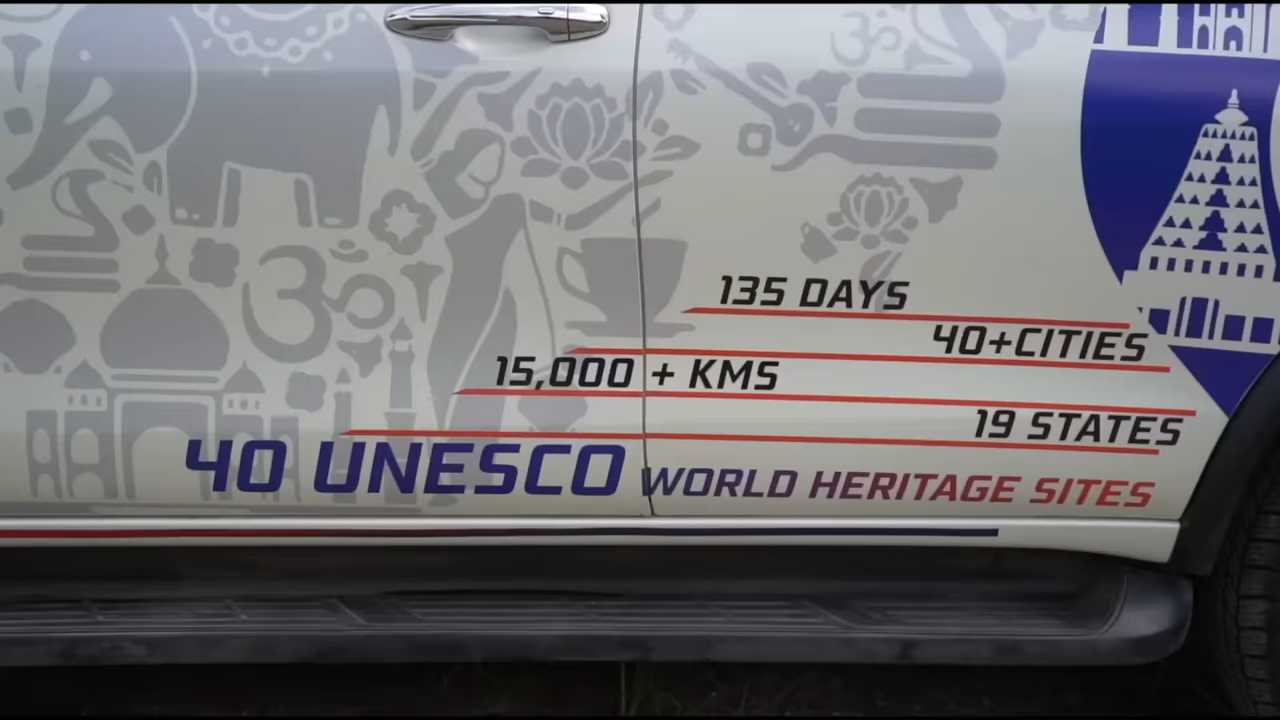 135 DAYS
40+CITIES
15,000 + KMS
19 STATES
40 UNESCO WORLD HERITAGE SITES